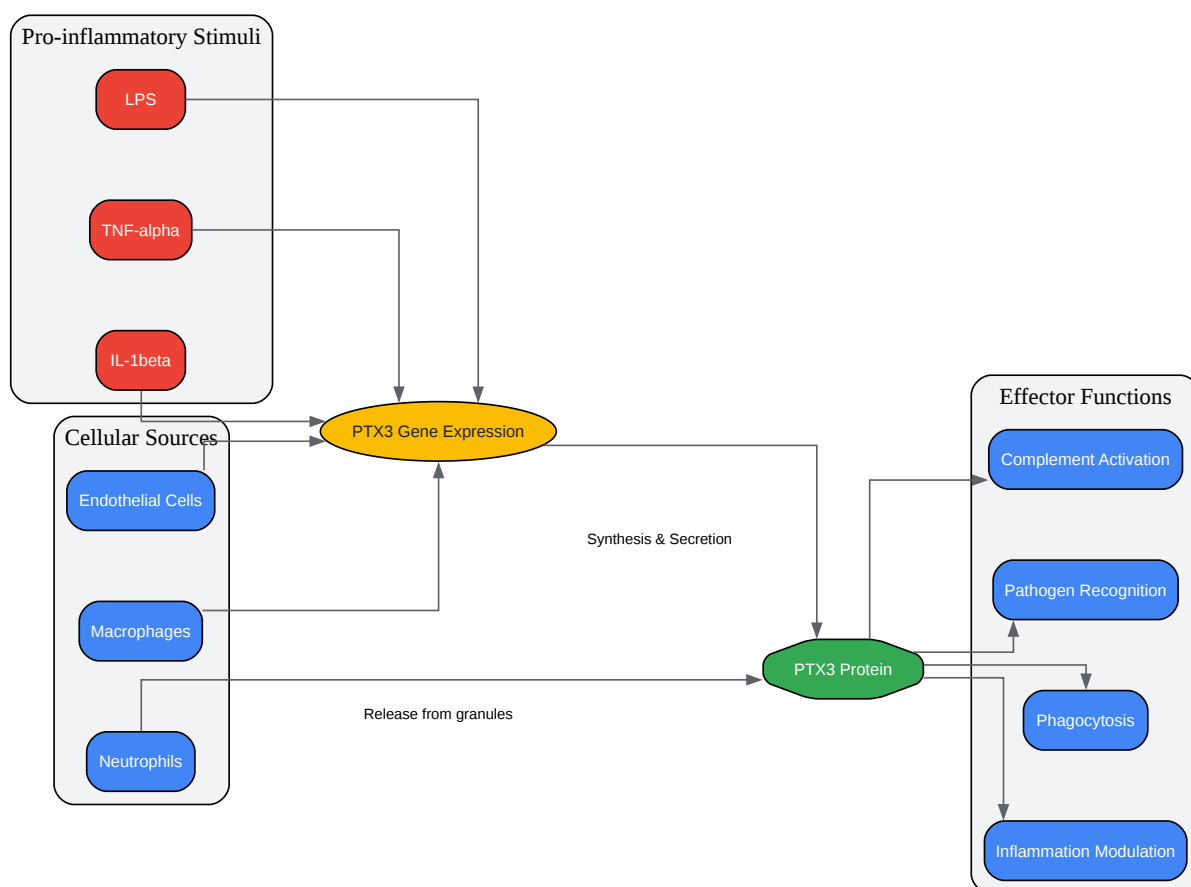 Pro-inflammatory Stimuli
LPS
TNF-alpha
IL-1beta
Cellular Sources
Endothelial Cells
Macrophages
Neutrophils
PTX3 Gene Expression
Synthesis & Secretion
Release from granules
PTX3 Protein
Effector Functions
Complement Activation
Pathogen Recognition
Phagocytosis
Inflammation Modulation